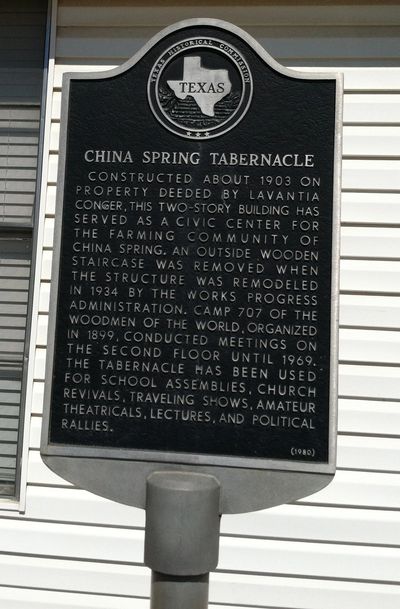 TEXAS HISTORICAL COMMISSION
TEXAS
CHINA SPRING TABERNACLE
CONSTRUCTED ABOUT 1903 ON
PROPERTY DEEDED BY LAVANTIA
CONGER, THIS TWO-STORY BUILDING HAS
SERVED AS A CIVIC CENTER FOR
THE FARMING COMMUNITY OF
CHINA SPRING. AN OUTSIDE WOODEN
STAIRCASE WAS REMOVED WHEN
THE STRUCTURE WAS REMODELED
IN 1934 BY THE WORKS PROGRESS
ADMINISTRATION. CAMP 707 OF THE
WOODMEN OF THE WORLD, ORGANIZED
IN 1899, CONDUCTED MEETINGS ON
THE SECOND FLOOR UNTIL 1969.
THE TABERNACLE HAS BEEN USED
FOR SCHOOL ASSEMBLIES, CHURCH
REVIVALS, TRAVELING SHOWS, AMATEUR
THEATRICALS, LECTURES, AND POLITICAL
RALLIES.
(1980)